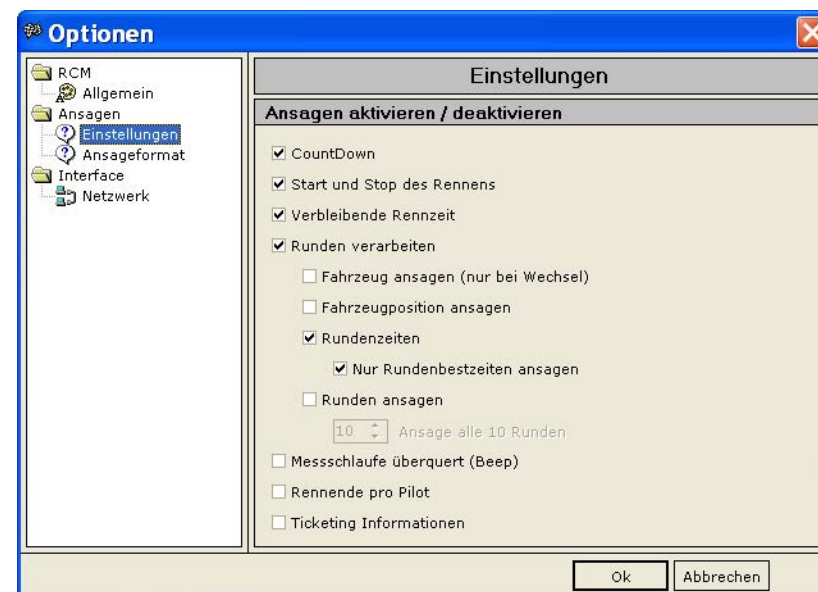 Optionen
RCM
Allgemein
Ansagen
Einstellungen
Ansageformat
Interface
Netzwerk
Einstellungen
Ansagen aktivieren / deaktivieren
CountDown
Start und Stop des Rennens
Verbleibende Rennzeit
Runden verarbeiten
Fahrzeug ansagen (nur bei Wechsel)
Fahrzeugposition ansagen
Rundenzeiten
Nur Rundenbestzeiten ansagen
Runden ansagen
10 Ansage alle 10 Runden
Messschlaufe überquert (Beep)
Rennende pro Pilot
Ticketing Informationen
Ok Abbrechen